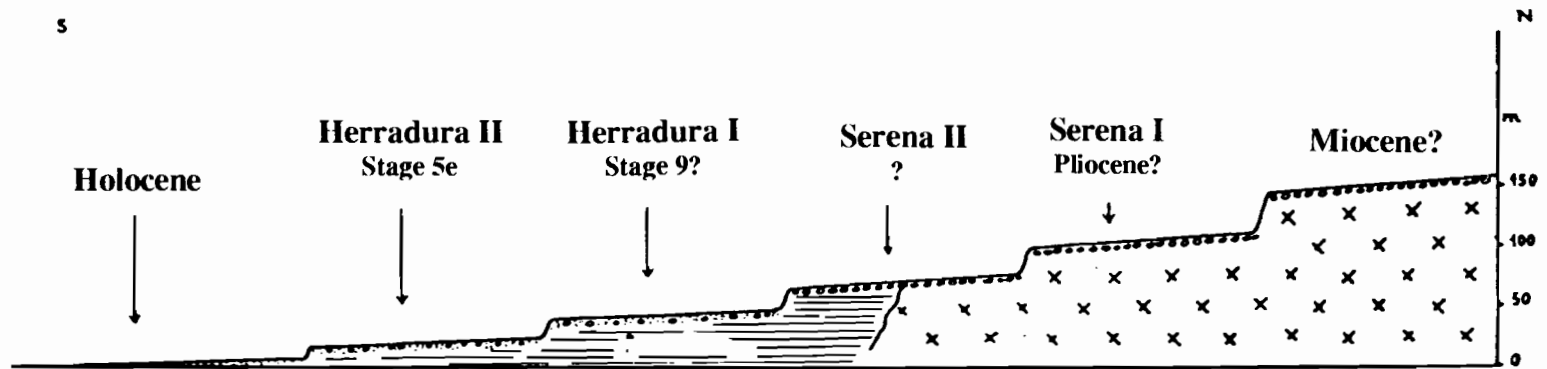 S
N
Holocene
Herradura II
Stage 5e
Herradura I
Stage 9?
Serena II
?
Serena I
Pliocene?
Miocene?
m
150
100
50
0